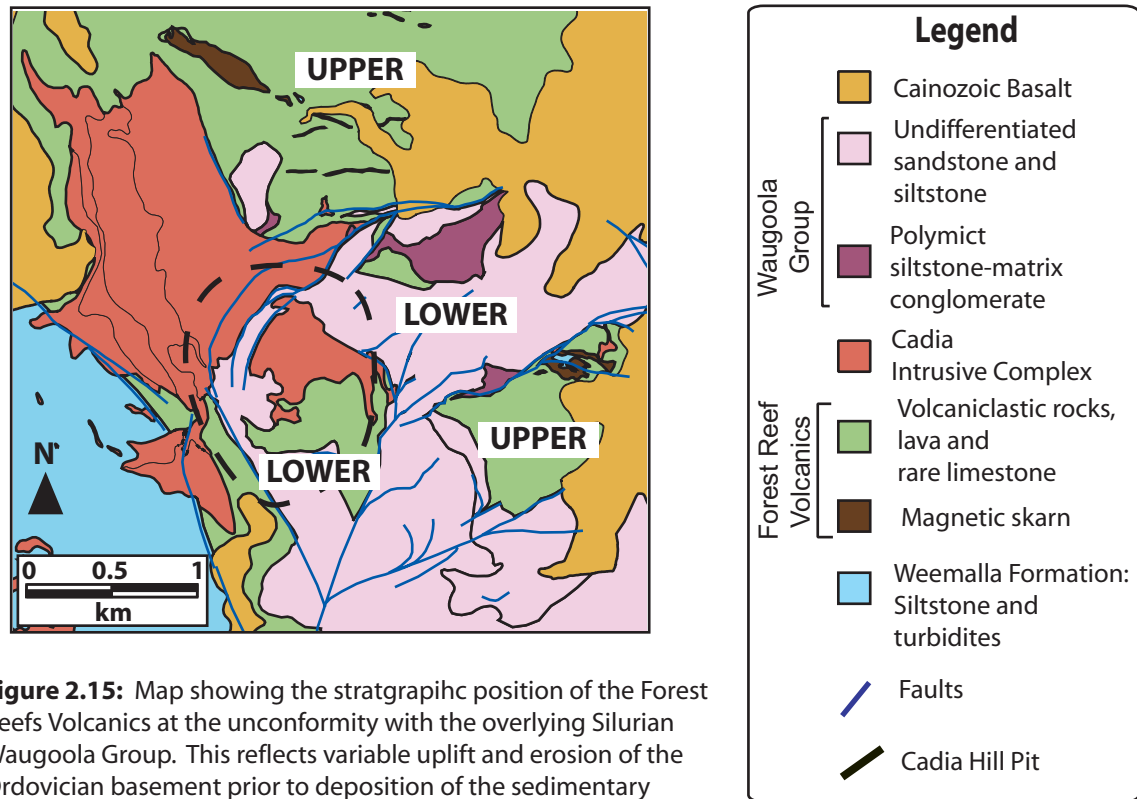 UPPER
LOWER
UPPER
LOWER
N
0 0.5 1
km
Legend
Cainozoic Basalt
Waugoola
Group
Undifferentiated
sandstone and
siltstone
Polymict
siltstone-matrix
conglomerate
Cadia
Intrusive Complex
Forest Reef
Volcanics
Volcaniclastic rocks,
lava and
rare limestone
Magnetic skarn
Weemalla Formation:
Siltstone and
turbidites
Faults
Cadia Hill Pit
igure 2.15: Map showing the stratgrapihc position of the Forest
eefs Volcanics at the unconformity with the overlying Silurian
Waugoola Group. This reflects variable uplift and erosion of the
Ordovician basement prior to deposition of the sedimentary